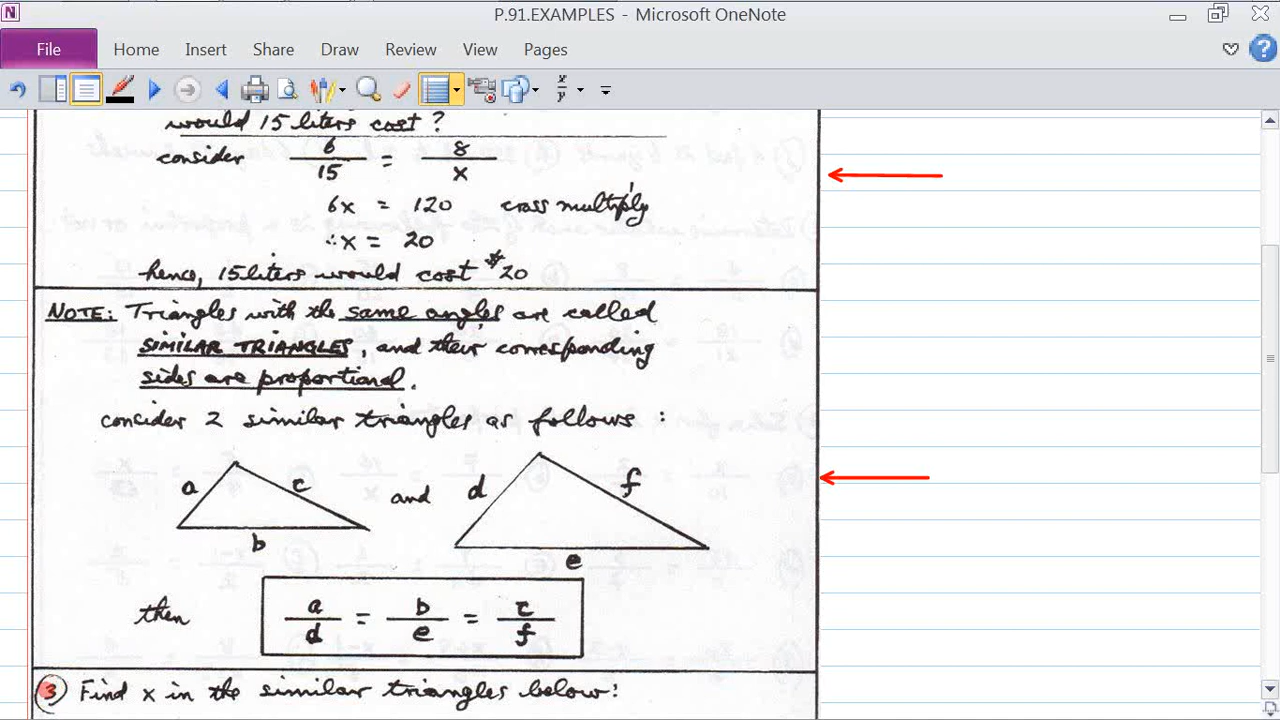 P.91.EXAMPLES - Microsoft OneNote
File Home Insert Share Draw Review View Pages
would 15 liters cost?
consider 6/15 = 8/x
6x = 120 cross multiply
∴x = 20
hence, 15 liters would cost $20
NOTE: Triangles with the same angles are called
SIMILAR TRIANGLES, and their corresponding
sides are proportional.
consider 2 similar triangles as follows:
a c b and d f e
then a/d = b/e = c/f
3 Find x in the similar triangles below: